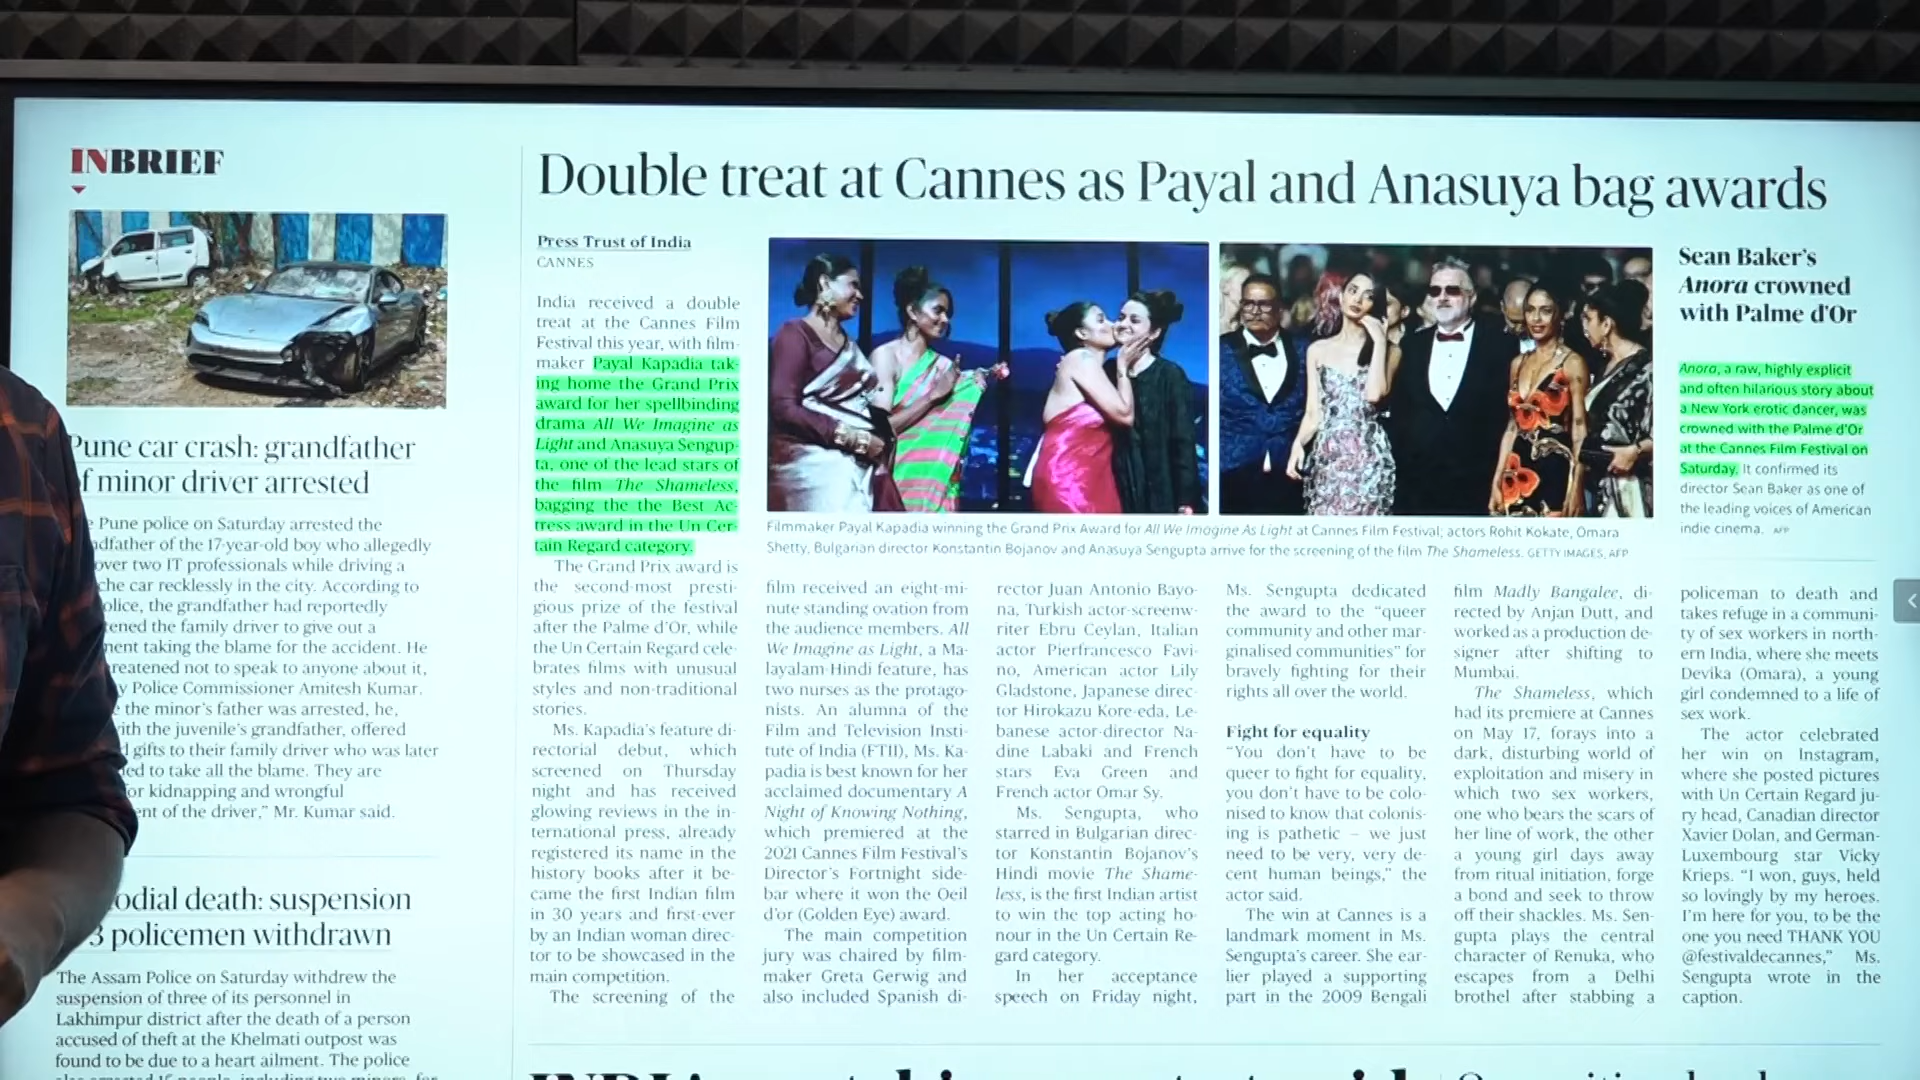 INBRIEF
Pune car crash: grandfather
f minor driver arrested
Pune police on Saturday arrested the
ndfather of the 17-year-old boy who allegedly
over two IT professionals while driving a
che car recklessly in the city. According to
olice, the grandfather had reportedly
tened the family driver to give out a
ment taking the blame for the accident. He
reatened not to speak to anyone about it,
y Police Commissioner Amitesh Kumar.
e the minor's father was arrested, he,
with the juvenile's grandfather, offered
d gifts to their family driver who was later
ed to take all the blame. They are
for kidnapping and wrongful
ent of the driver," Mr. Kumar said.
odial death: suspension
3 policemen withdrawn
The Assam Police on Saturday withdrew the
suspension of three of its personnel in
Lakhimpur district after the death of a person
accused of theft at the Khelmati outpost was
found to be due to a heart ailment. The police
Double treat at Cannes as Payal and Anasuya bag awards
Press Trust of India
CANNES
India received a double
treat at the Cannes Film
Festival this year, with film-
maker Payal Kapadia tak-
ing home the Grand Prix
award for her spellbinding
drama All We Imagine as
Light and Anasuya Sengup-
ta, one of the lead stars of
the film The Shameless,
bagging the the Best Ac-
tress award in the Un Cer-
tain Regard category.
The Grand Prix award is
the second-most presti-
gious prize of the festival
after the Palme d'Or, while
the Un Certain Regard cele-
brates films with unusual
styles and non-traditional
stories.
Ms. Kapadia's feature di-
rectorial debut, which
screened on Thursday
night and has received
glowing reviews in the in-
ternational press, already
registered its name in the
history books after it be-
came the first Indian film
in 30 years and first-ever
by an Indian woman direc-
tor to be showcased in the
main competition.
The screening of the
Filmmaker Payal Kapadia winning the Grand Prix Award for All We Imagine As Light at Cannes Film Festival; actors Rohit Kokate, Omara
Shetty, Bulgarian director Konstantin Bojanov and Anasuya Sengupta arrive for the screening of the film The Shameless. GETTY IMAGES, AFP
film received an eight-mi-
nute standing ovation from
the audience members. All
We Imagine as Light, a Ma-
layalam-Hindi feature, has
two nurses as the protago-
nists. An alumna of the
Film and Television Insti-
tute of India (FTII), Ms. Ka-
padia is best known for her
acclaimed documentary A
Night of Knowing Nothing,
which premiered at the
2021 Cannes Film Festival's
Director's Fortnight side-
bar where it won the Oeil
d'or (Golden Eye) award.
The main competition
jury was chaired by film-
maker Greta Gerwig and
also included Spanish di-
rector Juan Antonio Bayo-
na, Turkish actor-screenw-
riter Ebru Ceylan, Italian
actor Pierfrancesco Favi-
no, American actor Lily
Gladstone, Japanese direc-
tor Hirokazu Kore-eda, Le-
banese actor-director Na-
dine Labaki and French
stars Eva Green and
French actor Omar Sy.
Ms. Sengupta, who
starred in Bulgarian direc-
tor Konstantin Bojanov's
Hindi movie The Shame-
less, is the first Indian artist
to win the top acting ho-
nour in the Un Certain Re-
gard category.
In her acceptance
speech on Friday night,
Ms. Sengupta dedicated
the award to the "queer
community and other mar-
ginalised communities" for
bravely fighting for their
rights all over the world.
Fight for equality
"You don't have to be
queer to fight for equality,
you don't have to be colo-
nised to know that colonis-
ing is pathetic – we just
need to be very, very de-
cent human beings," the
actor said.
The win at Cannes is a
landmark moment in Ms.
Sengupta's career. She ear-
lier played a supporting
part in the 2009 Bengali
film Madly Bangalee, di-
rected by Anjan Dutt, and
worked as a production de-
signer after shifting to
Mumbai.
The Shameless, which
had its premiere at Cannes
on May 17, forays into a
dark, disturbing world of
exploitation and misery in
which two sex workers,
one who bears the scars of
her line of work, the other
a young girl days away
from ritual initiation, forge
a bond and seek to throw
off their shackles. Ms. Sen-
gupta plays the central
character of Renuka, who
escapes from a Delhi
brothel after stabbing a
policeman to death and
takes refuge in a communi-
ty of sex workers in north-
ern India, where she meets
Devika (Omara), a young
girl condemned to a life of
sex work.
The actor celebrated
her win on Instagram,
where she posted pictures
with Un Certain Regard ju-
ry head, Canadian director
Xavier Dolan, and German-
Luxembourg star Vicky
Krieps. "I won, guys, held
so lovingly by my heroes.
I'm here for you, to be the
one you need THANK YOU
@festivaldecannes," Ms.
Sengupta wrote in the
caption.
Sean Baker's
Anora crowned
with Palme d'Or
Anora, a raw, highly explicit
and often hilarious story about
a New York erotic dancer, was
crowned with the Palme d'Or
at the Cannes Film Festival on
Saturday. It confirmed its
director Sean Baker as one of
the leading voices of American
indie cinema. AFP